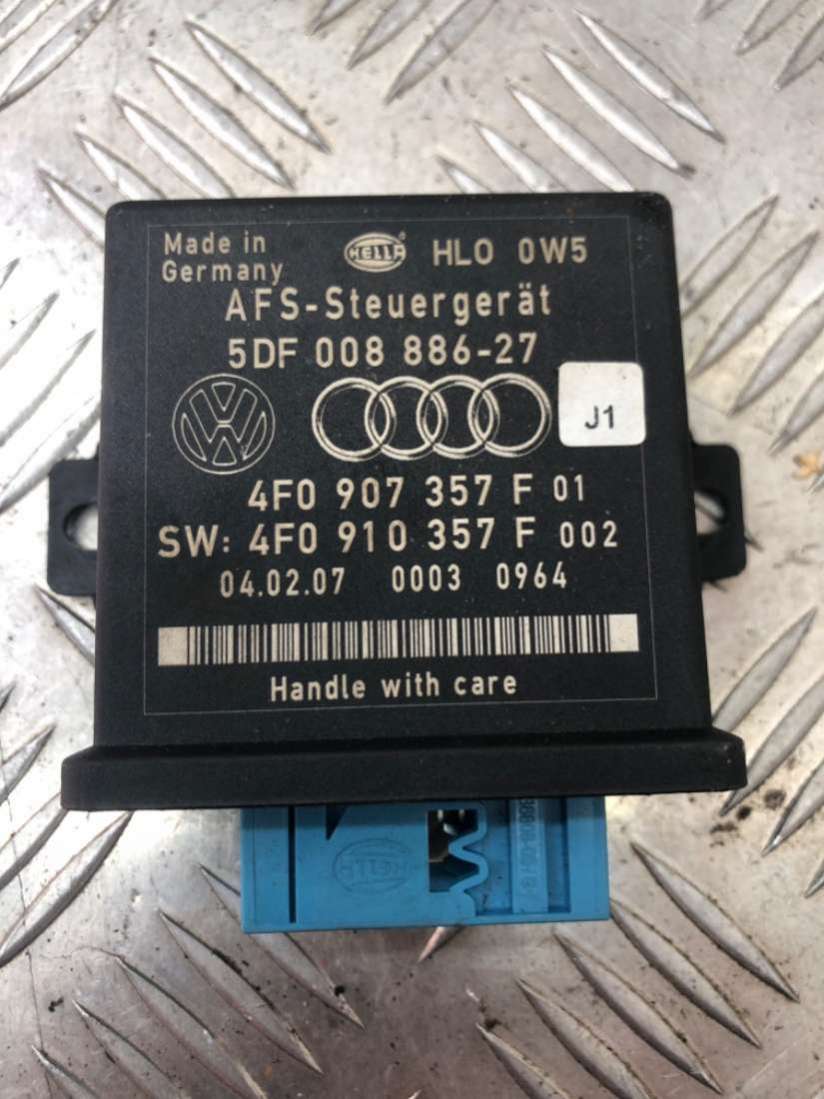 Made in
Germany
HELLA ® HLO 0W5
AFS-Steuergerät
5DF 008 886-27
J1
4F0 907 357 F 01
SW: 4F0 910 357 F 002
04.02.07 0003 0964
Handle with care
HELLA